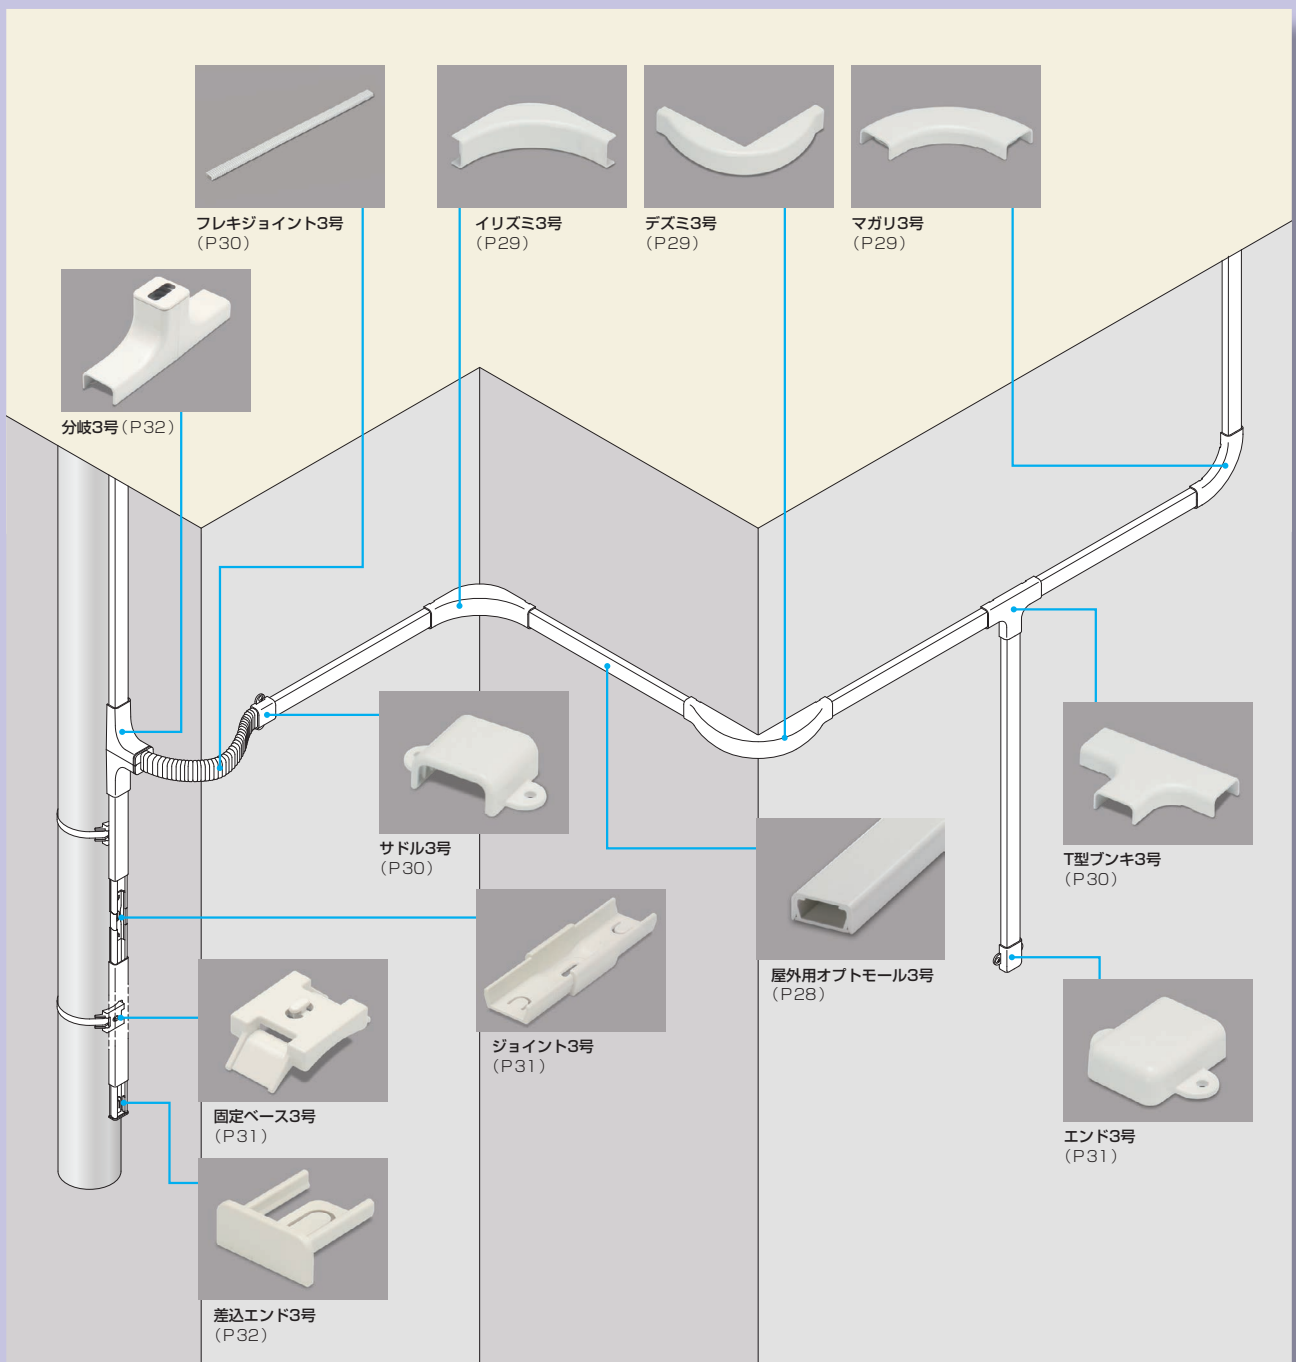 フレキジョイント3号
（P30）
イリズミ3号
（P29）
デズミ3号
（P29）
マガリ3号
（P29）
分岐3号（P32）
サドル3号
（P30）
T型ブンキ3号
（P30）
屋外用オプトモール3号
（P28）
ジョイント3号
（P31）
固定ベース3号
（P31）
エンド3号
（P31）
差込エンド3号
（P32）